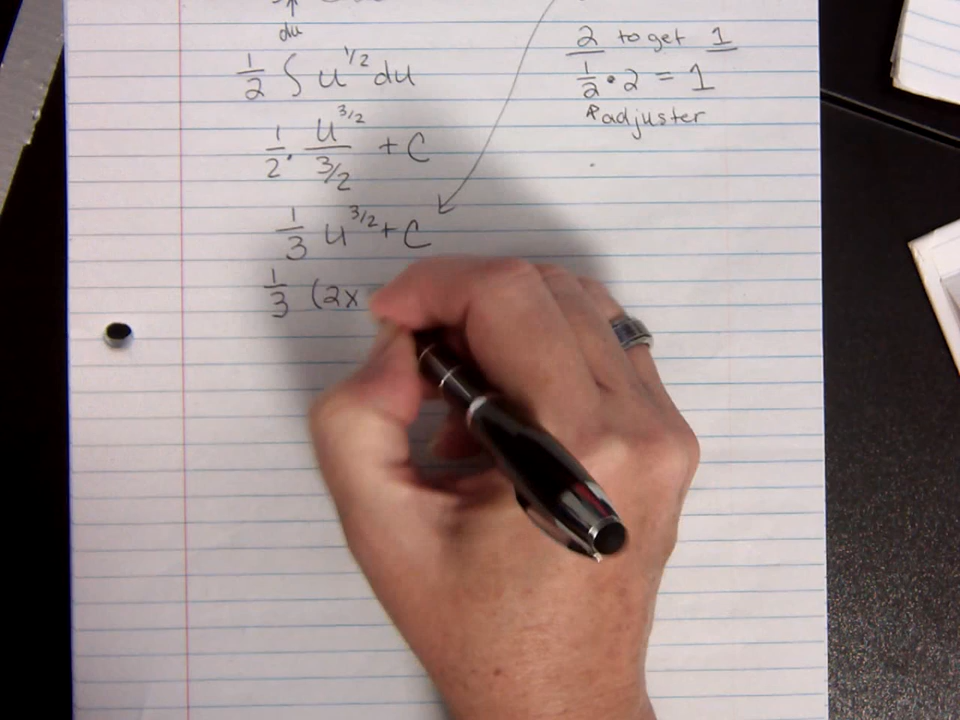 du
1/2 ∫ u^1/2 du
1/2 · u^3/2 / 3/2 + C
1/3 u^3/2 + C
1/3 (2x
2 to get 1
1/2 • 2 = 1
↑ adjuster